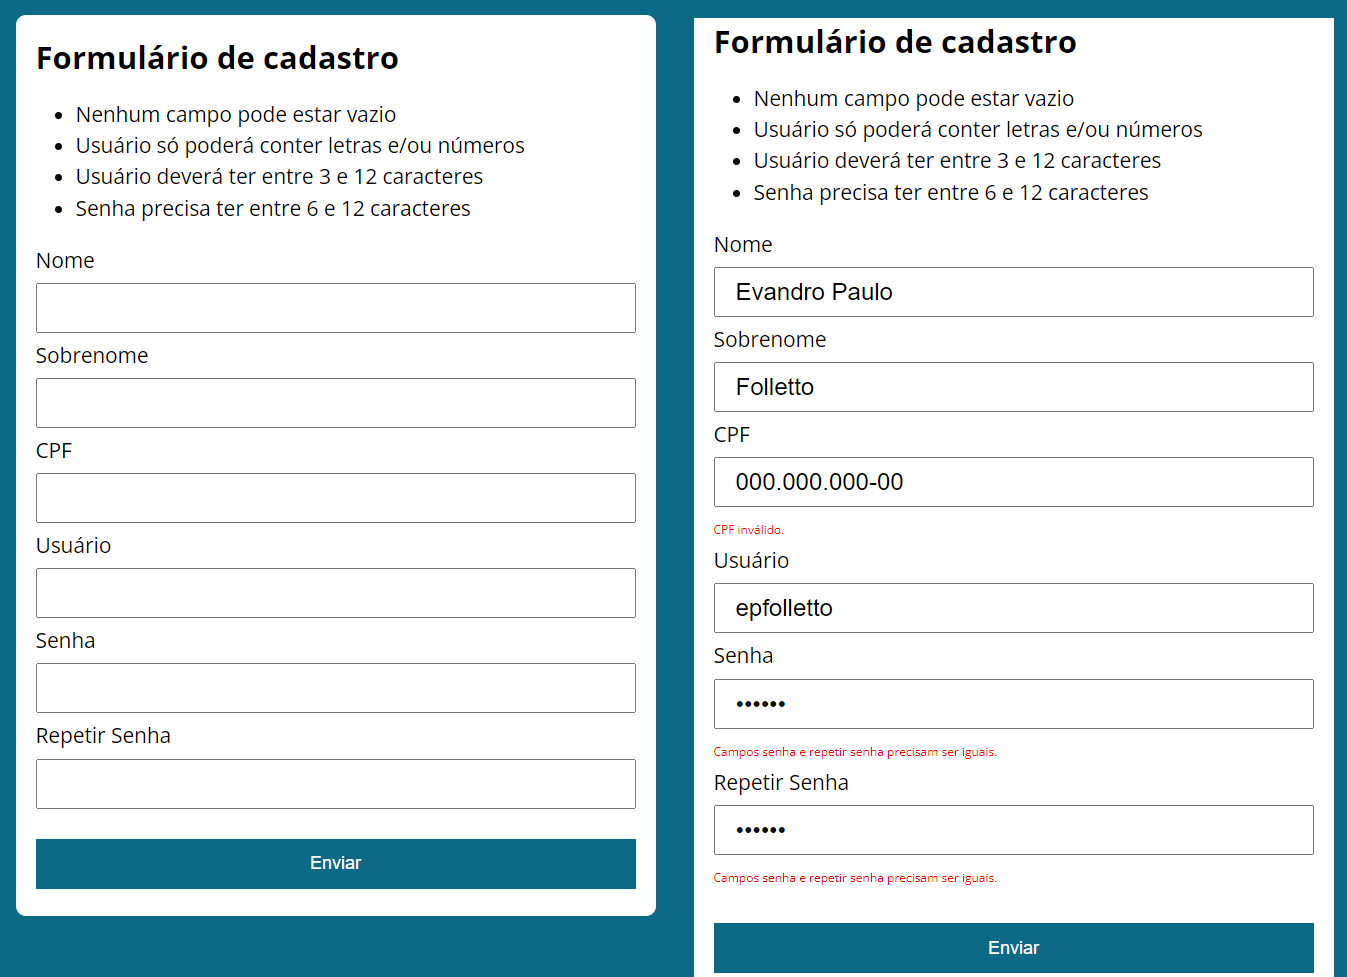 Formulário de cadastro
Nenhum campo pode estar vazio
Usuário só poderá conter letras e/ou números
Usuário deverá ter entre 3 e 12 caracteres
Senha precisa ter entre 6 e 12 caracteres
Nome
Sobrenome
CPF
Usuário
Senha
Repetir Senha
Enviar
Formulário de cadastro
Nenhum campo pode estar vazio
Usuário só poderá conter letras e/ou números
Usuário deverá ter entre 3 e 12 caracteres
Senha precisa ter entre 6 e 12 caracteres
Nome
Evandro Paulo
Sobrenome
Folletto
CPF
000.000.000-00
CPF inválido.
Usuário
epfolletto
Senha
••••••
Campos senha e repetir senha precisam ser iguais.
Repetir Senha
••••••
Campos senha e repetir senha precisam ser iguais.
Enviar